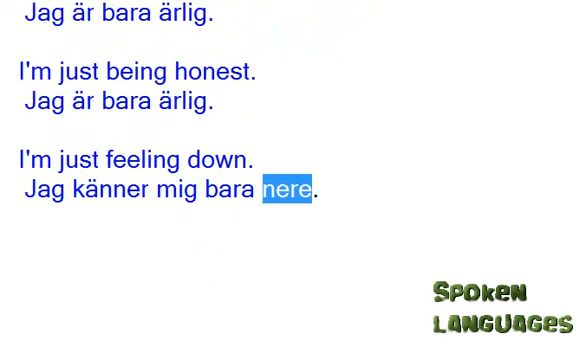 Jag är bara ärlig.
I'm just being honest.
Jag är bara ärlig.
I'm just feeling down.
Jag känner mig bara nere.
Spoken
Languages